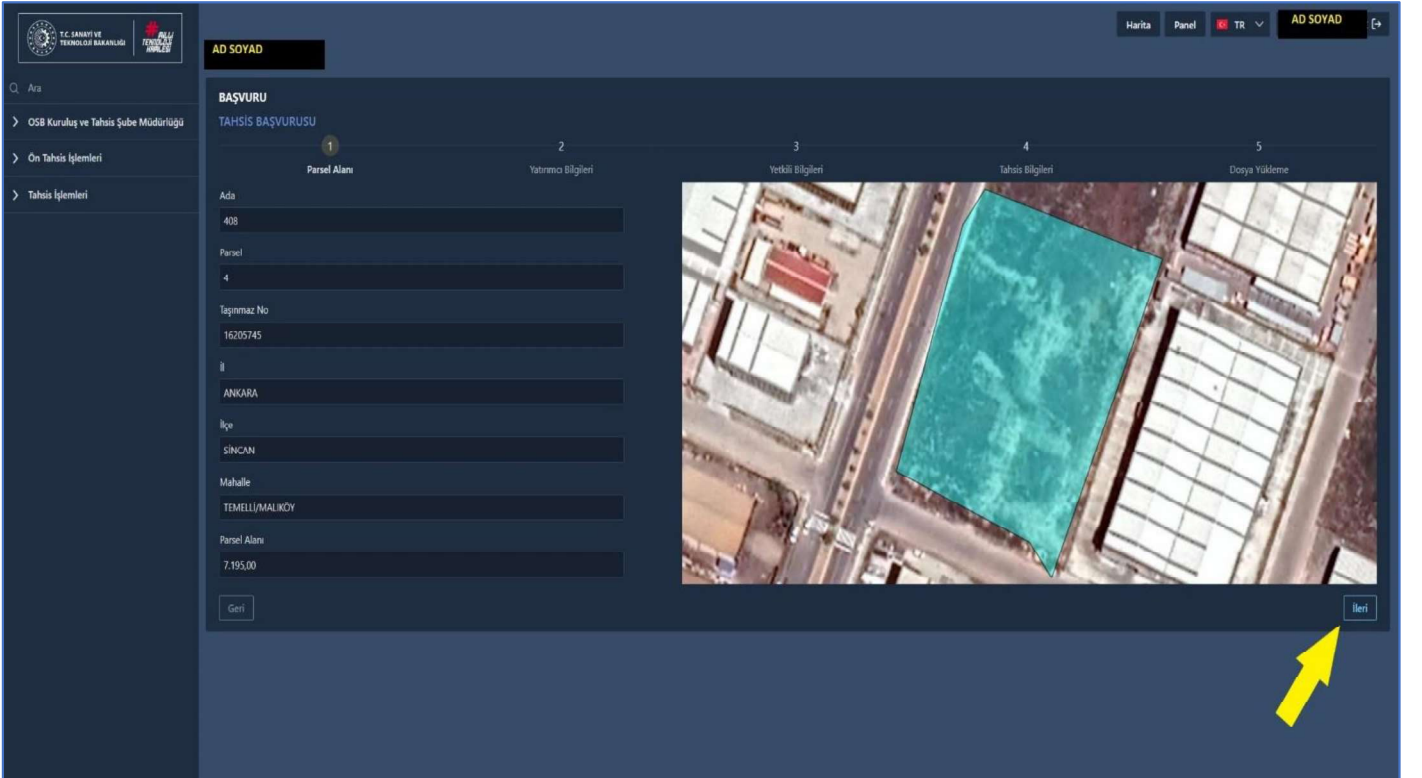 T.C. SANAYİ VE
TEKNOLOJİ BAKANLIĞI
#MİLLİ
TEKNOLOJİ
HAMLESİ
Harita
Panel
TR
AD SOYAD
AD SOYAD
Ara
OSB Kuruluş ve Tahsis Şube Müdürlüğü
Ön Tahsis İşlemleri
Tahsis İşlemleri
BAŞVURU
TAHSİS BAŞVURUSU
1
2
3
4
5
Parsel Alanı
Yatırımcı Bilgileri
Yetkili Bilgileri
Tahsis Bilgileri
Dosya Yükleme
Ada
408
Parsel
4
Taşınmaz No
16205745
İl
ANKARA
İlçe
SİNCAN
Mahalle
TEMELLİ/MALIKÖY
Parsel Alanı
7.195,00
Geri
İleri